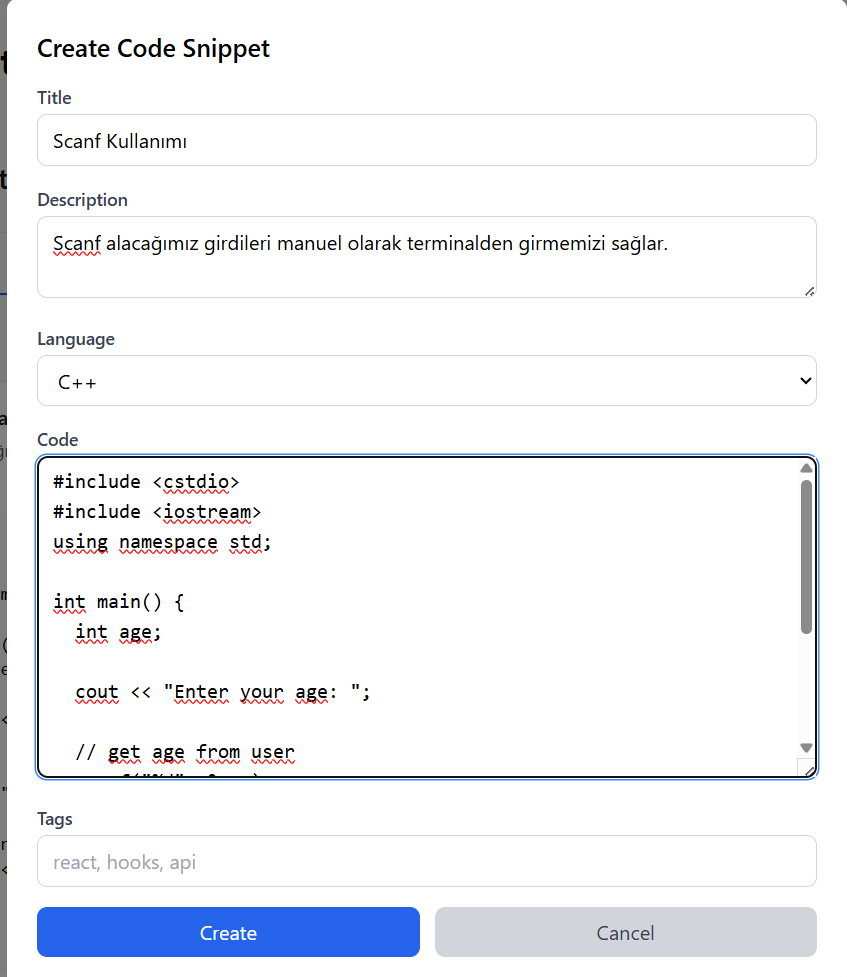 Create Code Snippet
Title
Scanf Kullanımı
Description
Scanf alacağımız girdileri manuel olarak terminalden girmemizi sağlar.
Language
C++
Code
#include <cstdio>
#include <iostream>
using namespace std;
int main() {
int age;
cout << "Enter your age: ";
// get age from user
Tags
react, hooks, api
Create
Cancel